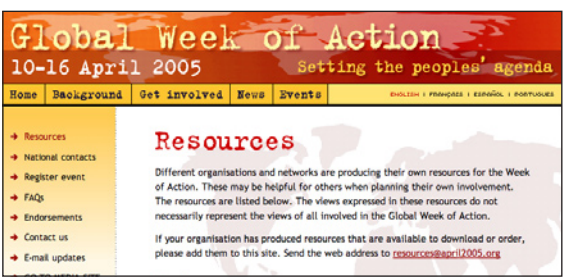 Global Week of Action
10-16 April 2005 Setting the peoples' agenda
Home Background Get involved News Events ENGLISH | FRANÇAIS | ESPAÑOL | PORTUGUES
Resources
National contacts
Register event
FAQs
Endorsements
Contact us
E-mail updates
GO TO MEDIA SITE
Resources
Different organisations and networks are producing their own resources for the Week
of Action. These may be helpful for others when planning their own involvement.
The resources are listed below. The views expressed in these resources do not
necessarily represent the views of all involved in the Global Week of Action.
If your organisation has produced resources that are available to download or order,
please add them to this site. Send the web address to resources@april2005.org